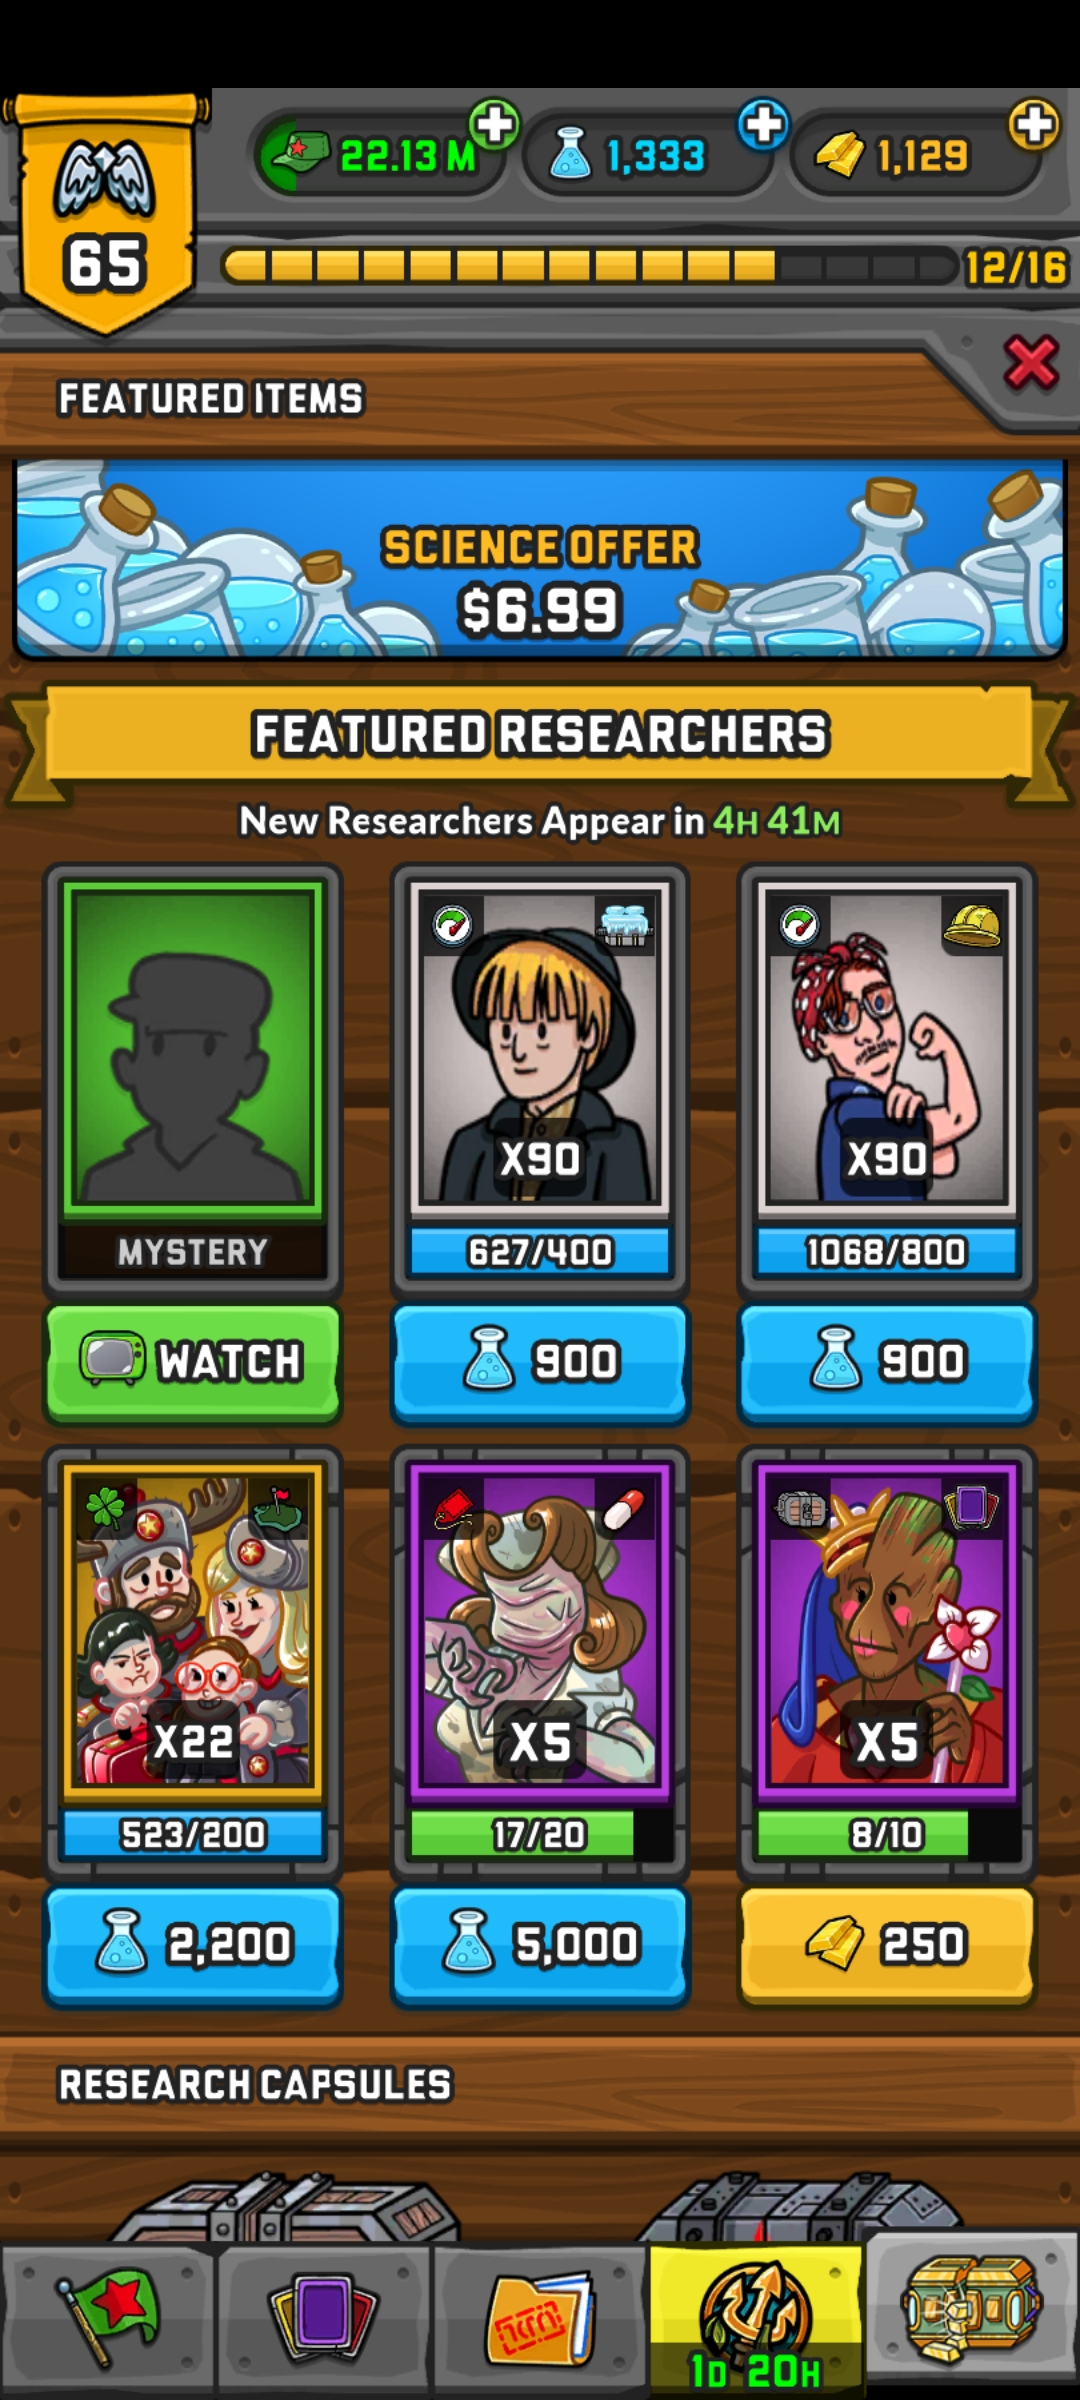 22.13 M
1,333
1,129
65
12/16
FEATURED ITEMS
SCIENCE OFFER
$6.99
FEATURED RESEARCHERS
New Researchers Appear in 4H 41M
X90
X90
MYSTERY
627/400
1068/800
WATCH
900
900
X22
X5
X5
523/200
17/20
8/10
2,200
5,000
250
RESEARCH CAPSULES
1D 20H